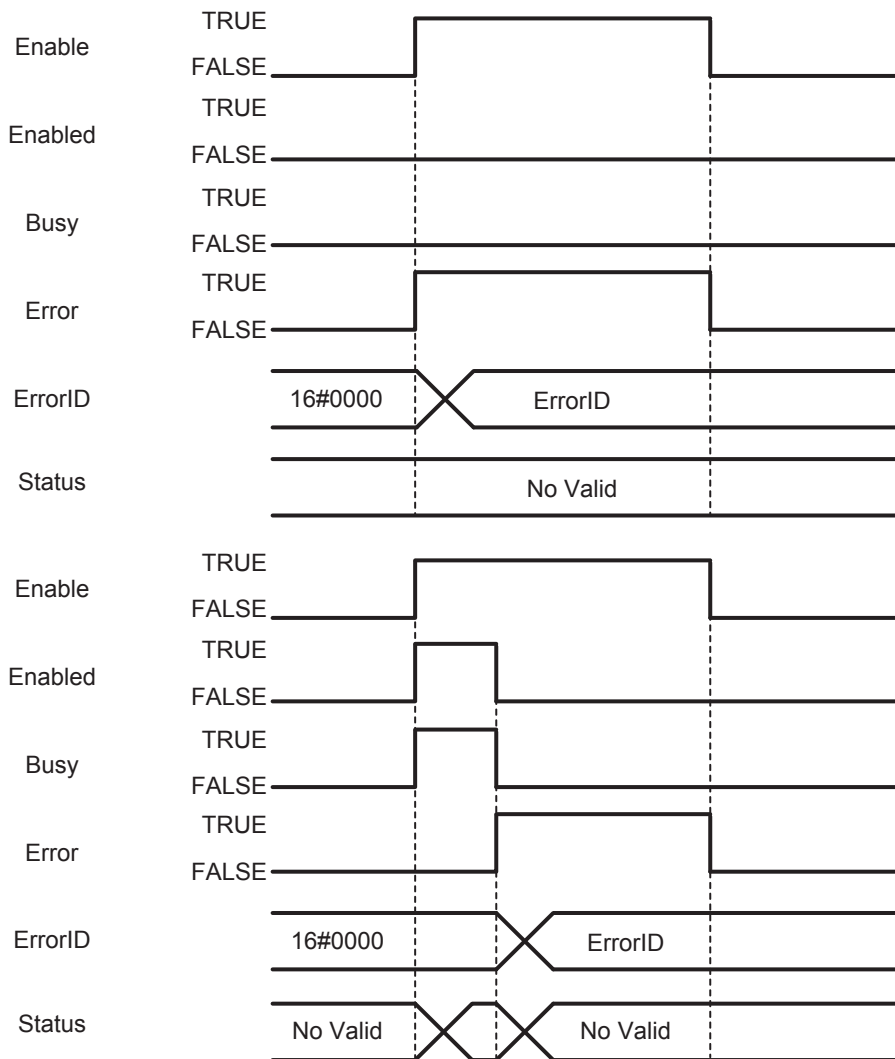 TRUE
Enable
FALSE
TRUE
Enabled
FALSE
TRUE
Busy
FALSE
TRUE
Error
FALSE
ErrorID 16#0000 ErrorID
Status No Valid
TRUE
Enable
FALSE
TRUE
Enabled
FALSE
TRUE
Busy
FALSE
TRUE
Error
FALSE
ErrorID 16#0000 ErrorID
Status No Valid No Valid